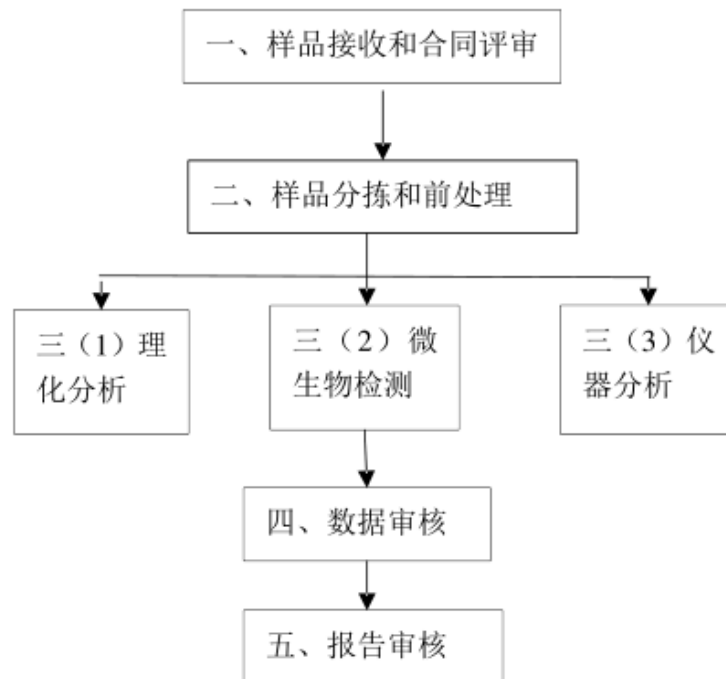 一、样品接收和合同评审
二、样品分拣和前处理
三（1）理
化分析
三（2）微
生物检测
三（3）仪
器分析
四、数据审核
五、报告审核